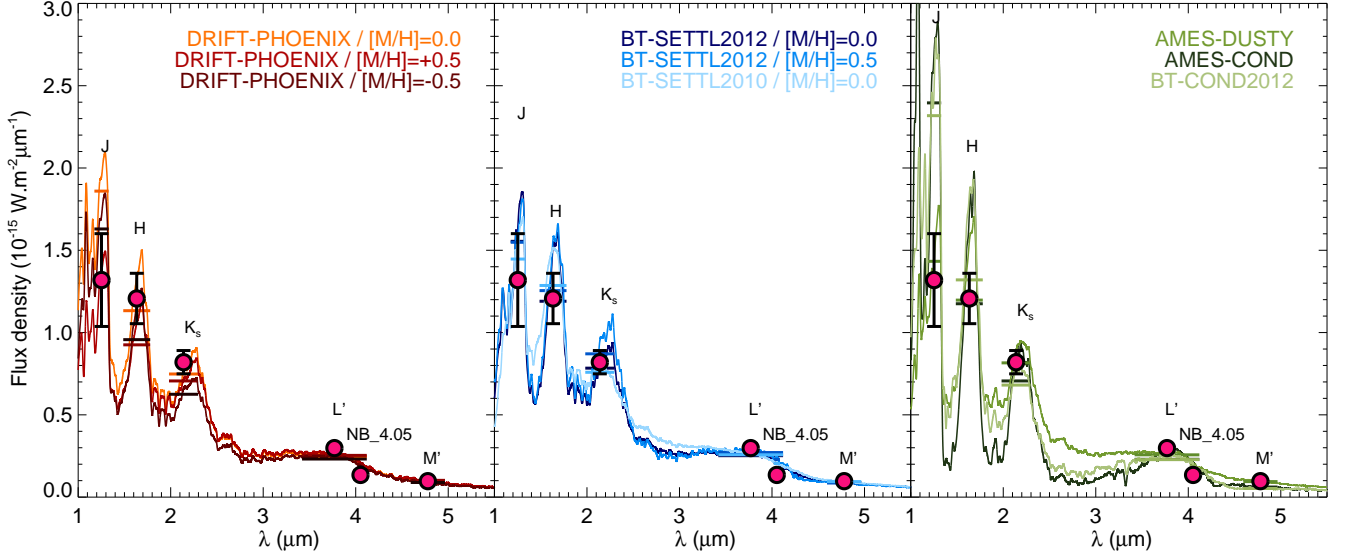 3.0
2.5
2.0
1.5
1.0
0.5
0.0
Flux density (10⁻¹⁵ W.m⁻²μm⁻¹)
DRIFT-PHOENIX / [M/H]=0.0
DRIFT-PHOENIX / [M/H]=+0.5
DRIFT-PHOENIX / [M/H]=-0.5
J
H
Kₛ
L'
NB_4.05
M'
1 2 3 4 5
λ (μm)
BT-SETTL2012 / [M/H]=0.0
BT-SETTL2012 / [M/H]=0.5
BT-SETTL2010 / [M/H]=0.0
J
H
Kₛ
L'
NB_4.05
M'
1 2 3 4 5
λ (μm)
AMES-DUSTY
AMES-COND
BT-COND2012
J
H
Kₛ
L'
NB_4.05
M'
1 2 3 4 5
λ (μm)